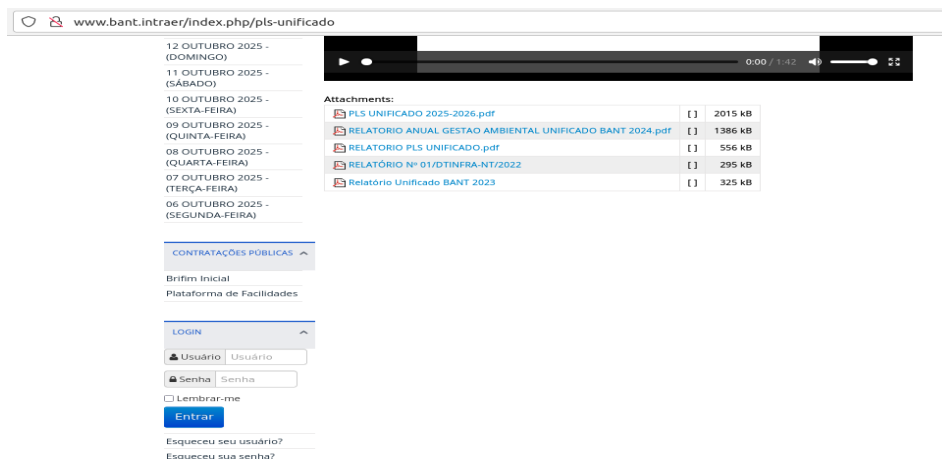 www.bant.intraer/index.php/pls-unificado
12 OUTUBRO 2025 -
(DOMINGO)
11 OUTUBRO 2025 -
(SÁBADO)
10 OUTUBRO 2025 -
(SEXTA-FEIRA)
09 OUTUBRO 2025 -
(QUINTA-FEIRA)
08 OUTUBRO 2025 -
(QUARTA-FEIRA)
07 OUTUBRO 2025 -
(TERÇA-FEIRA)
06 OUTUBRO 2025 -
(SEGUNDA-FEIRA)
CONTRATAÇÕES PÚBLICAS
Brifim Inicial
Plataforma de Facilidades
LOGIN
Usuário Usuário
Senha Senha
Lembrar-me
Entrar
Esqueceu seu usuário?
Esqueceu sua senha?
0:00 / 1:42
Attachments:
PLS UNIFICADO 2025-2026.pdf [ ] 2015 kB
RELATORIO ANUAL GESTAO AMBIENTAL UNIFICADO BANT 2024.pdf [ ] 1386 kB
RELATORIO PLS UNIFICADO.pdf [ ] 556 kB
RELATÓRIO Nº 01/DTINFRA-NT/2022 [ ] 295 kB
Relatório Unificado BANT 2023 [ ] 325 kB